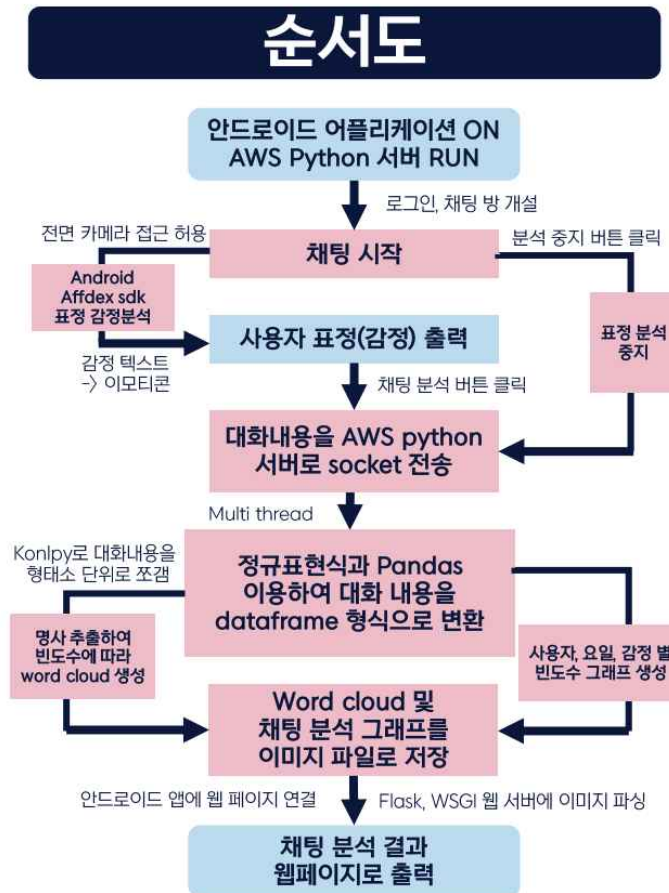 순서도
안드로이드 어플리케이션 ON
AWS Python 서버 RUN
로그인, 채팅 방 개설
전면 카메라 접근 허용
분석 중지 버튼 클릭
채팅 시작
Android
Affdex sdk
표정 감정분석
사용자 표정(감정) 출력
표정 분석
중지
감정 텍스트
-> 이모티콘
채팅 분석 버튼 클릭
대화내용을 AWS python
서버로 socket 전송
Multi thread
Konlpy로 대화내용을
형태소 단위로 쪼갬
정규표현식과 Pandas
이용하여 대화 내용을
dataframe 형식으로 변환
명사 추출하여
빈도수에 따라
word cloud 생성
사용자, 요일, 감정 별
빈도수 그래프 생성
Word cloud 및
채팅 분석 그래프를
이미지 파일로 저장
안드로이드 앱에 웹 페이지 연결
Flask, WSGI 웹 서버에 이미지 파싱
채팅 분석 결과
웹페이지로 출력